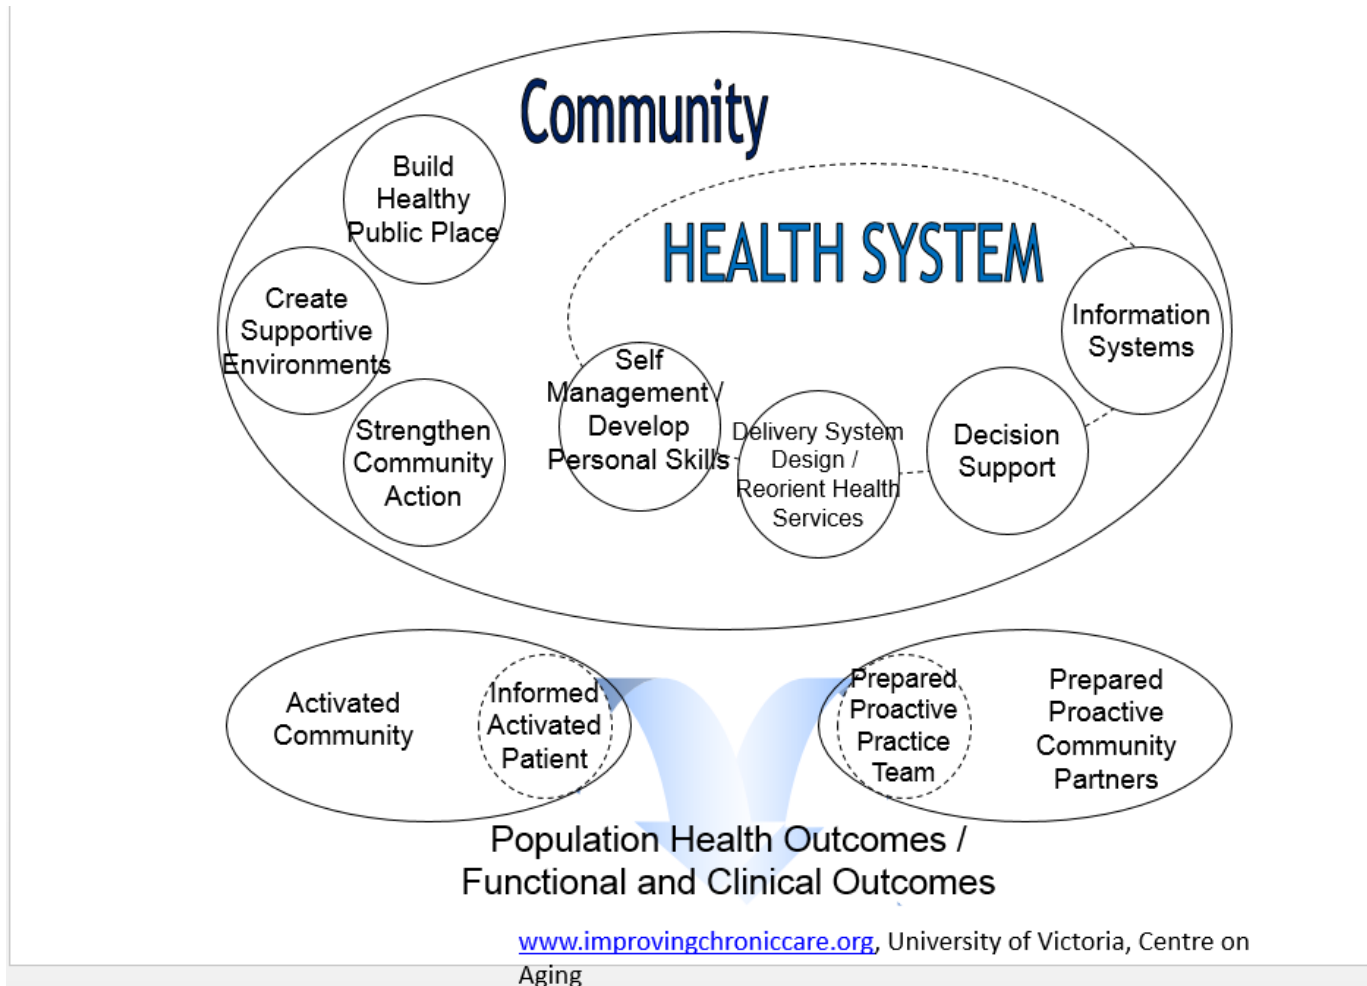 Community
Build
Healthy
Public Place
HEALTH SYSTEM
Create
Supportive
Environments
Information
Systems
Self
Management /
Develop
Personal Skills
Strengthen
Community
Action
Delivery System
Design /
Reorient Health
Services
Decision
Support
Activated
Community
Informed
Activated
Patient
Prepared
Proactive
Practice
Team
Prepared
Proactive
Community
Partners
Population Health Outcomes /
Functional and Clinical Outcomes
www.improvingchroniccare.org, University of Victoria, Centre on
Aging